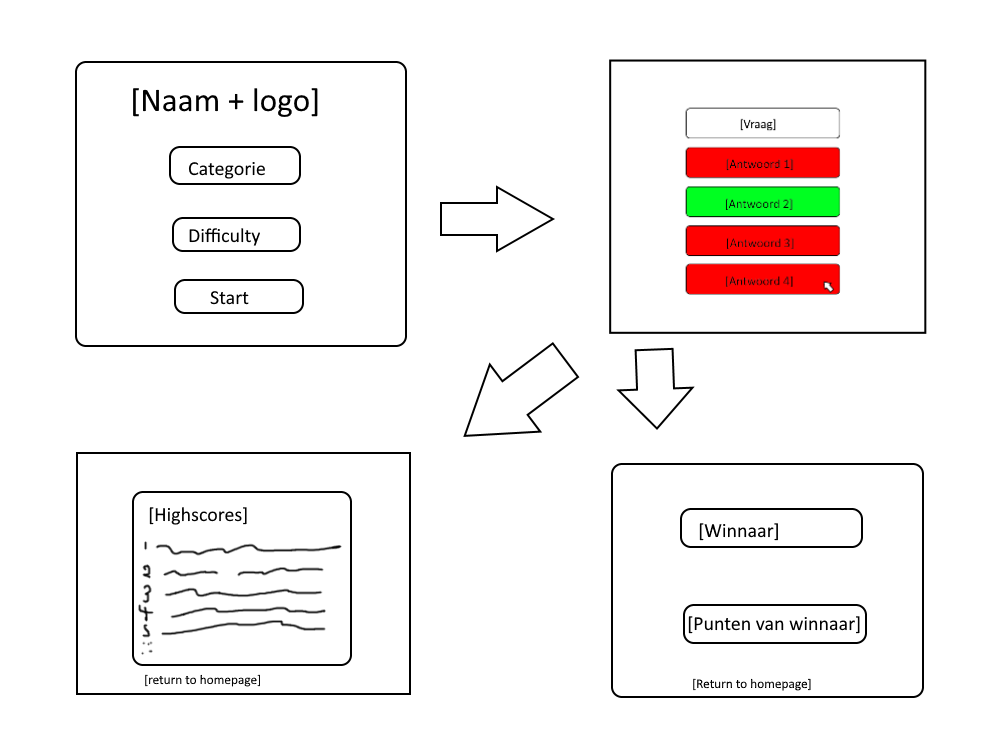 [Naam + logo]
Categorie
Difficulty
Start
[Vraag]
[Antwoord 1]
[Antwoord 2]
[Antwoord 3]
[Antwoord 4]
[Highscores]
1
2
3
4
5
[return to homepage]
[Winnaar]
[Punten van winnaar]
[Return to homepage]